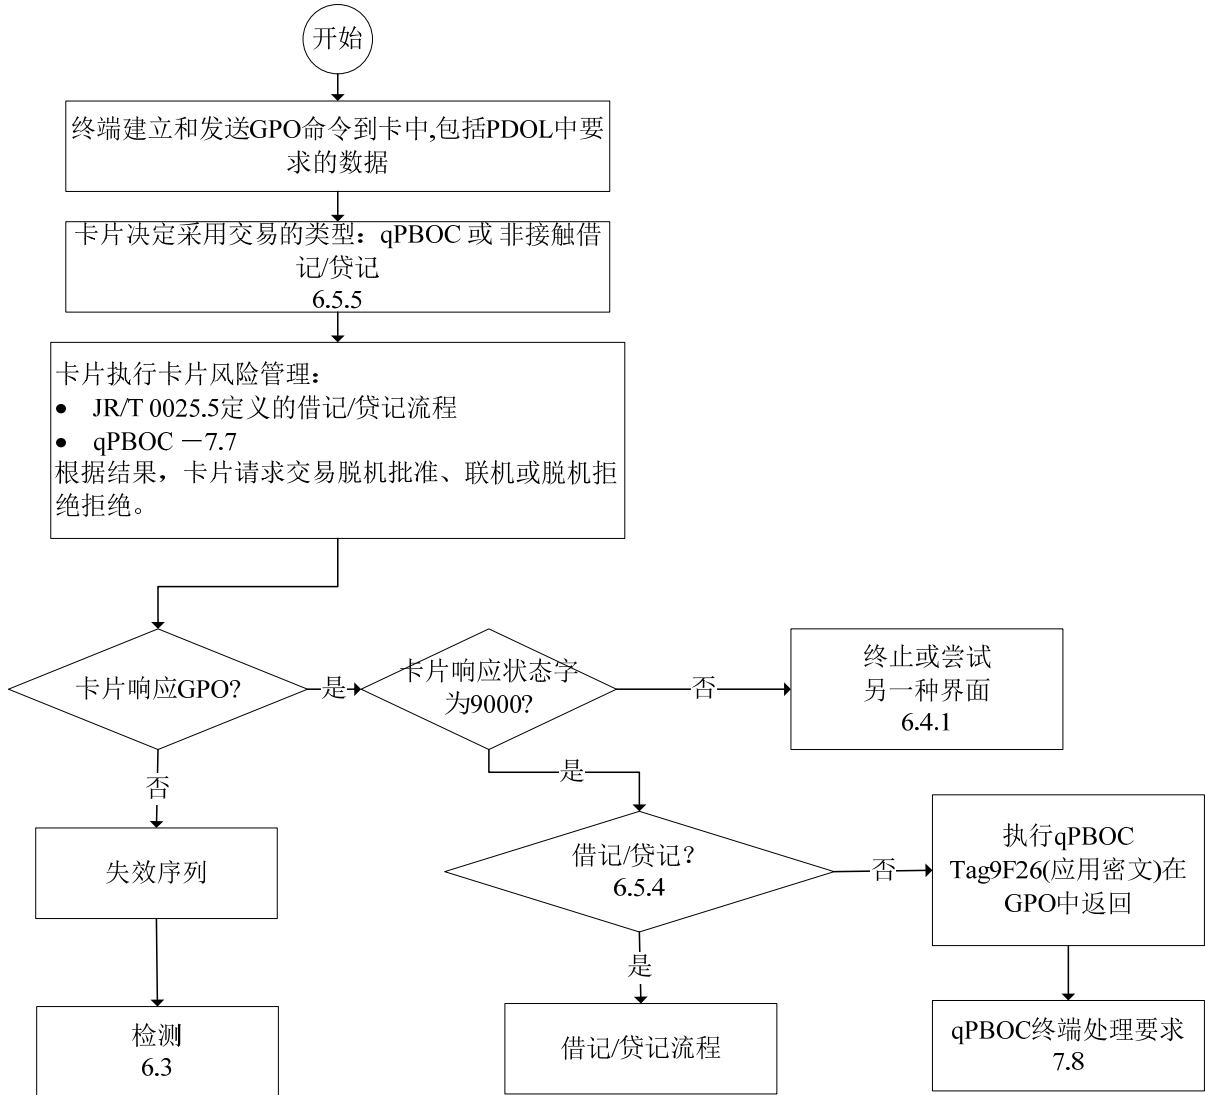 开始
终端建立和发送GPO命令到卡中,包括PDOL中要
求的数据
卡片决定采用交易的类型：qPBOC 或 非接触借
记/贷记
6.5.5
卡片执行卡片风险管理：
● JR/T 0025.5定义的借记/贷记流程
● qPBOC －7.7
根据结果，卡片请求交易脱机批准、联机或脱机拒
绝拒绝。
卡片响应GPO?
是
卡片响应状态字
为9000?
否
终止或尝试
另一种界面
6.4.1
否
是
失效序列
借记/贷记？
6.5.4
否
执行qPBOC
Tag9F26(应用密文)在
GPO中返回
是
检测
6.3
借记/贷记流程
qPBOC终端处理要求
7.8